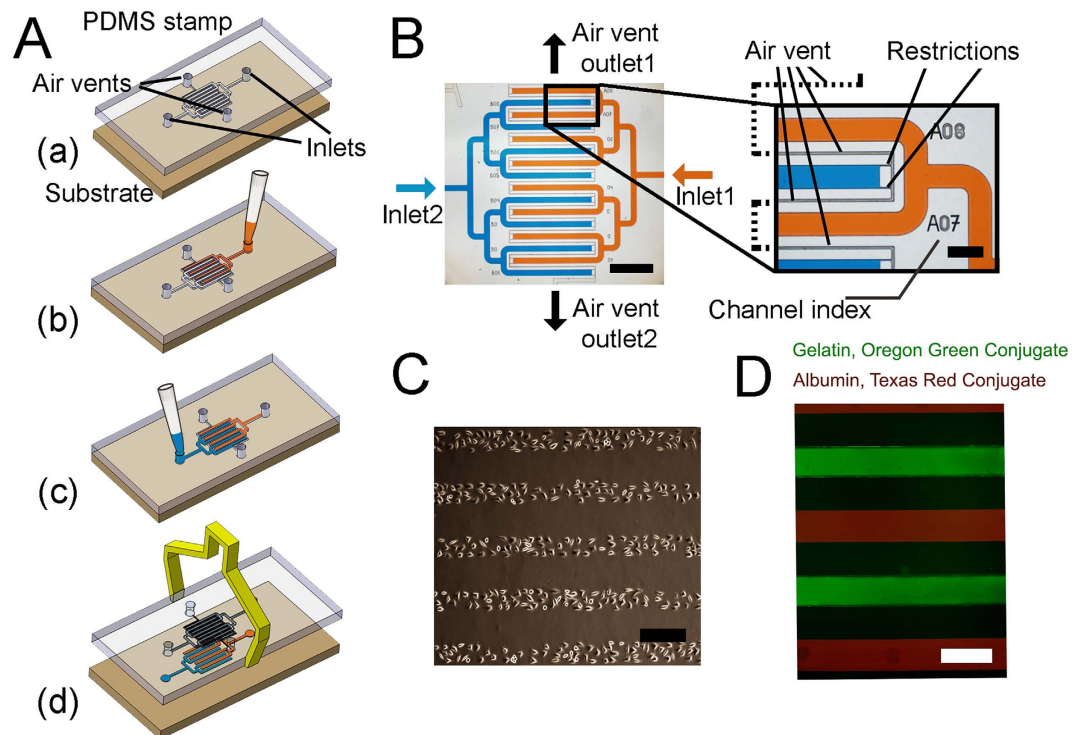 A
PDMS stamp
Air vents
Inlets
(a)
Substrate
(b)
(c)
(d)
B
Air vent
outlet1
Inlet2
Inlet1
Air vent
outlet2
Air vent
Restrictions
A08
A07
Channel index
C
Gelatin, Oregon Green Conjugate
Albumin, Texas Red Conjugate
D